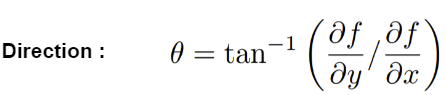 Direction : θ = tan⁻¹ (∂f/∂y / ∂f/∂x)